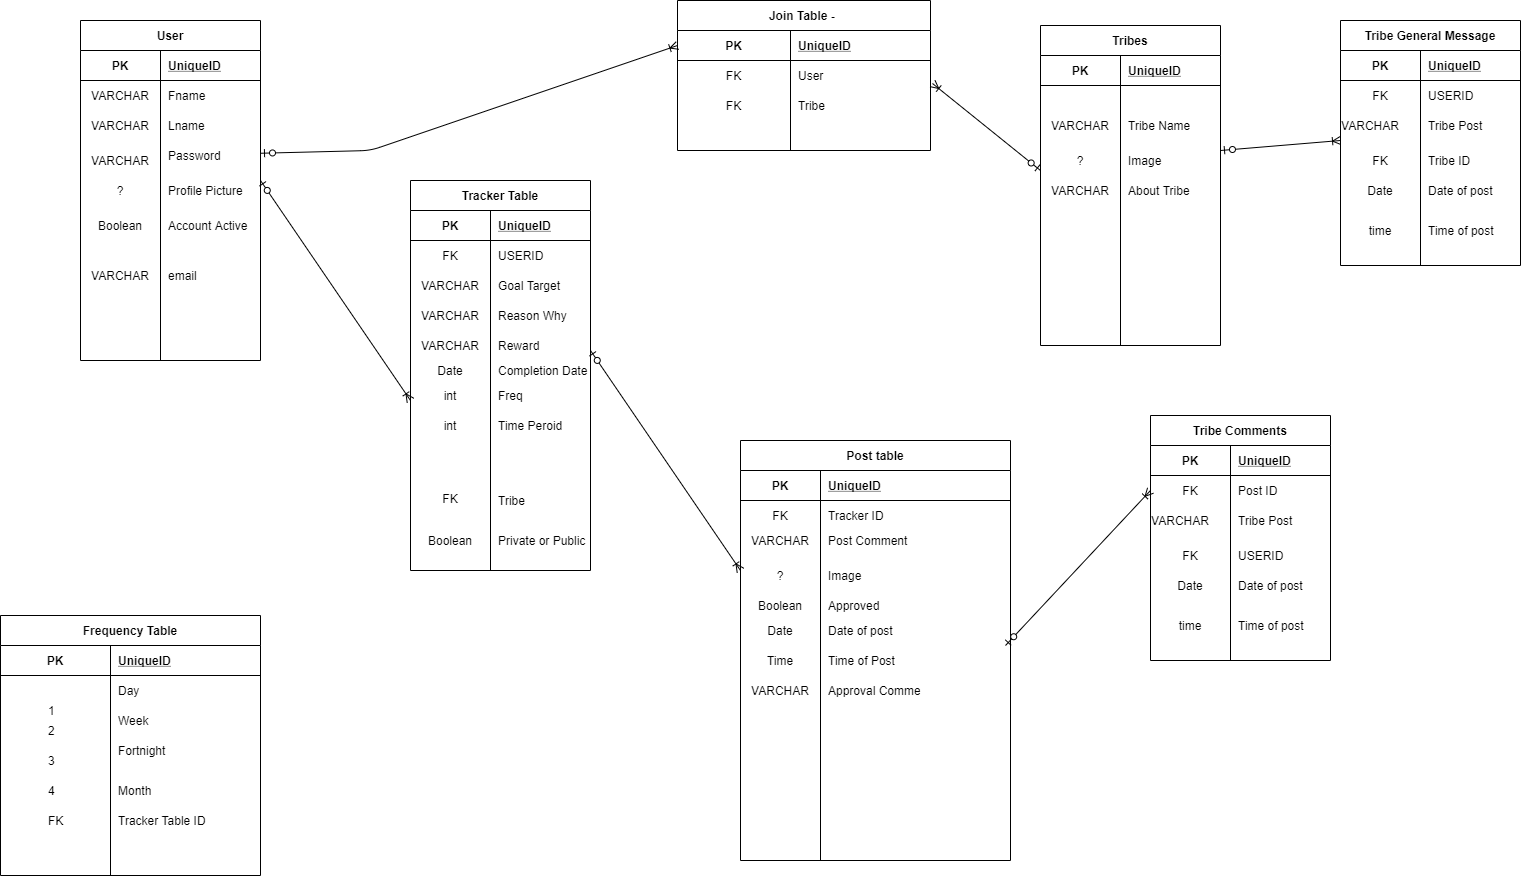 User
PK UniqueID
VARCHAR Fname
VARCHAR Lname
VARCHAR Password
? Profile Picture
Boolean Account Active
VARCHAR email
Join Table -
PK UniqueID
FK User
FK Tribe
Tribes
PK UniqueID
VARCHAR Tribe Name
? Image
VARCHAR About Tribe
Tribe General Message
PK UniqueID
FK USERID
VARCHAR Tribe Post
FK Tribe ID
Date Date of post
time Time of post
Tracker Table
PK UniqueID
FK USERID
VARCHAR Goal Target
VARCHAR Reason Why
VARCHAR Reward
Date Completion Date
int Freq
int Time Peroid
FK Tribe
Boolean Private or Public
Post table
PK UniqueID
FK Tracker ID
VARCHAR Post Comment
? Image
Boolean Approved
Date Date of post
Time Time of Post
VARCHAR Approval Comme
Tribe Comments
PK UniqueID
FK Post ID
VARCHAR Tribe Post
FK USERID
Date Date of post
time Time of post
Frequency Table
PK UniqueID
Day
1
Week
2
Fortnight
3
4 Month
FK Tracker Table ID